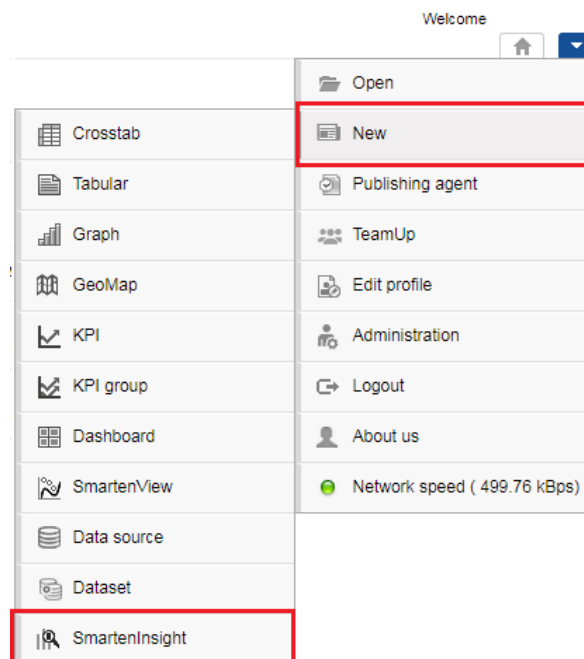 Welcome
Open
New
Publishing agent
TeamUp
Edit profile
Administration
Logout
About us
Network speed ( 499.76 kBps)
Crosstab
Tabular
Graph
GeoMap
KPI
KPI group
Dashboard
SmartenView
Data source
Dataset
SmartenInsight